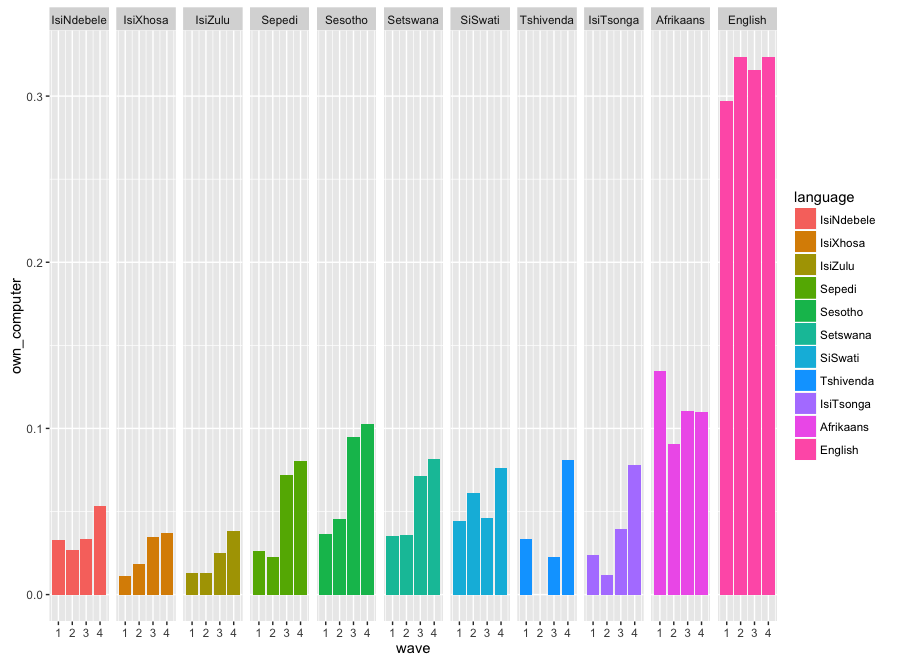 IsiNdebele IsiXhosa IsiZulu Sepedi Sesotho Setswana SiSwati Tshivenda IsiTsonga Afrikaans English
0.3
0.2
0.1
0.0
own_computer
1 2 3 4 1 2 3 4 1 2 3 4 1 2 3 4 1 2 3 4 1 2 3 4 1 2 3 4 1 2 3 4 1 2 3 4 1 2 3 4 1 2 3 4
wave
language
IsiNdebele
IsiXhosa
IsiZulu
Sepedi
Sesotho
Setswana
SiSwati
Tshivenda
IsiTsonga
Afrikaans
English